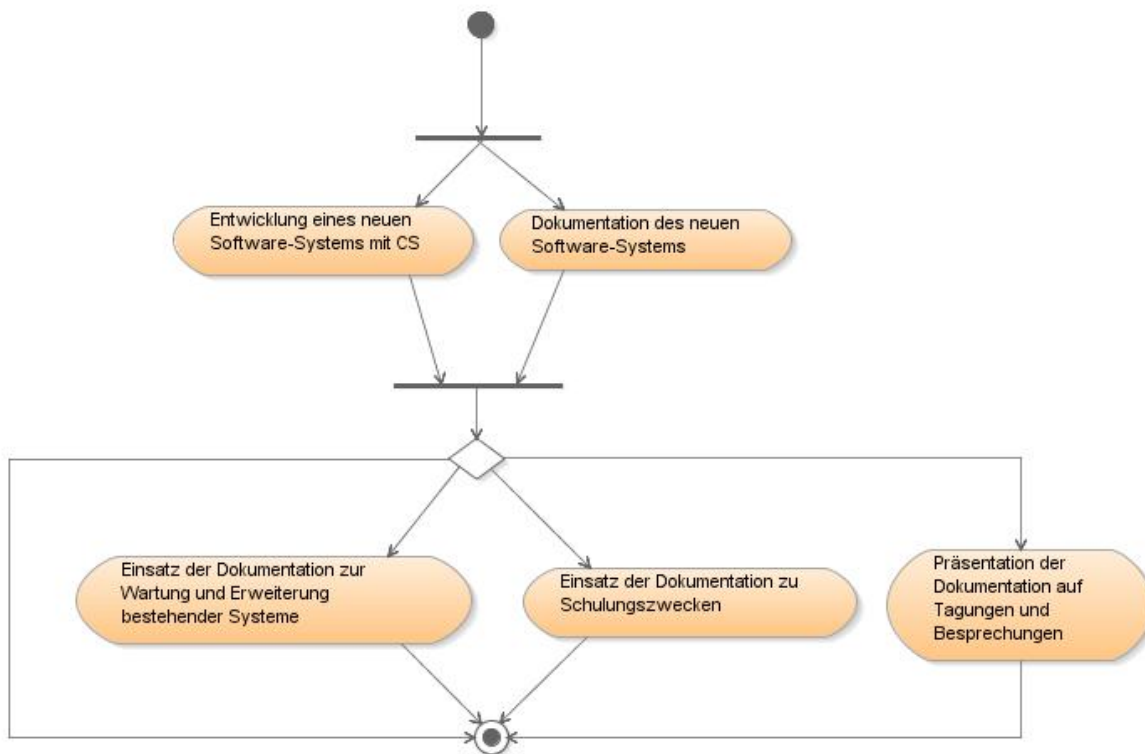 Entwicklung eines neuen
Software-Systems mit CS
Dokumentation des neuen
Software-Systems
Einsatz der Dokumentation zur
Wartung und Erweiterung
bestehender Systeme
Einsatz der Dokumentation zu
Schulungszwecken
Präsentation der
Dokumentation auf
Tagungen und
Besprechungen